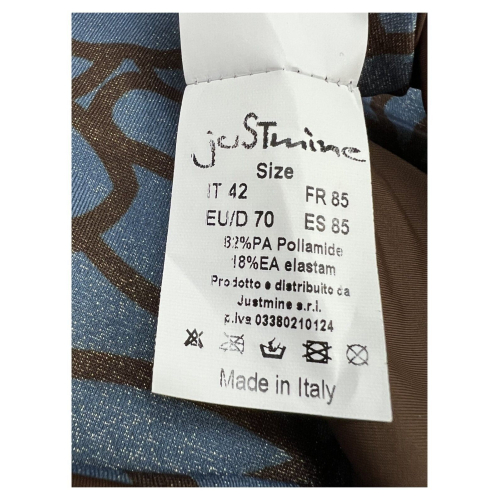 juSTmine
Size
IT 42 FR 85
EU/D 70 ES 85
82%PA Poliamide
18%EA elastam
Prodotto e distribuito da
Justmine s.r.l.
p.iva 03380210124
Made in Italy